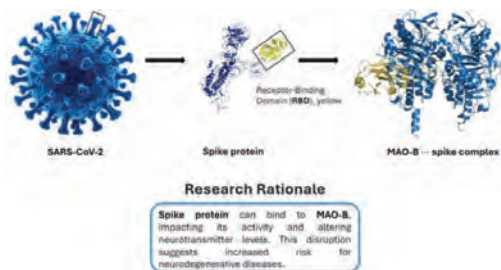 Receptor-Binding
Domain (RBD), yellow
SARS-CoV-2
Spike protein
MAO-B --- spike complex
Research Rationale
Spike protein can bind to MAO-B,
impacting its activity and altering
neurotransmitter levels. This disruption
suggests increased risk for
neurodegenerative diseases.